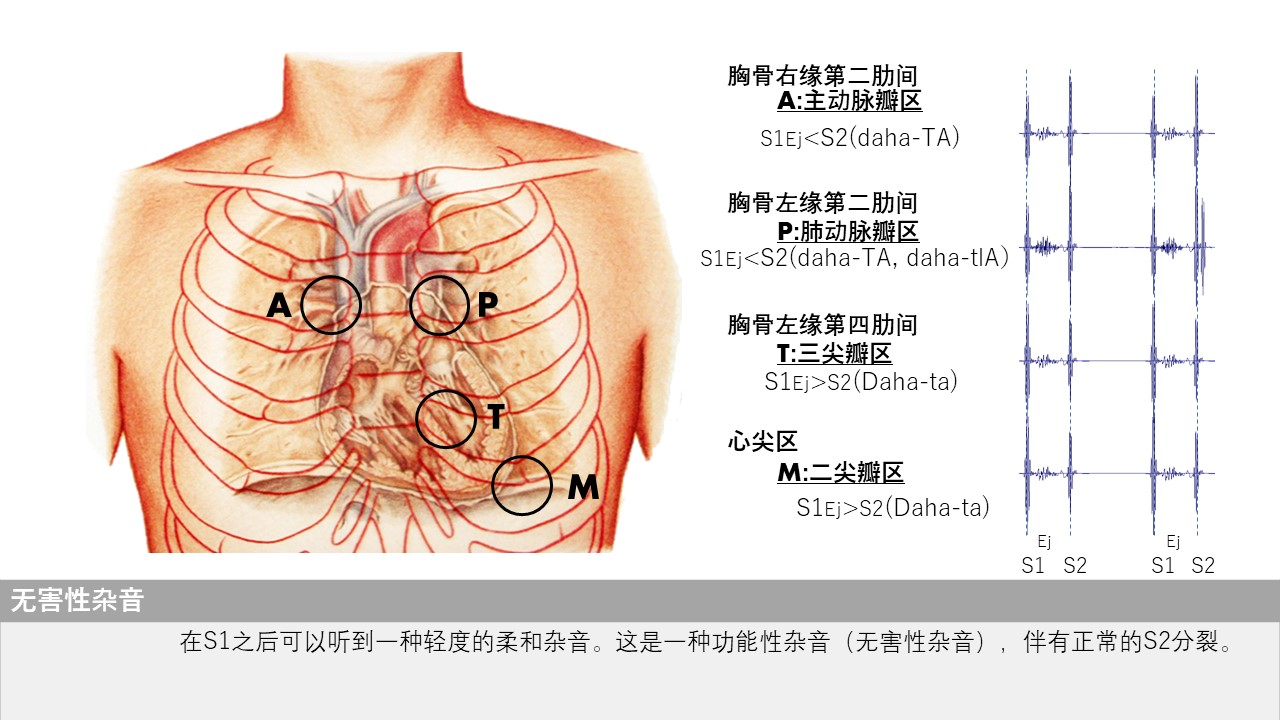 胸骨右缘第二肋间
A:主动脉瓣区
S1Ej<S2(daha-TA)
胸骨左缘第二肋间
P:肺动脉瓣区
S1Ej<S2(daha-TA, daha-tlA)
胸骨左缘第四肋间
T:三尖瓣区
S1Ej>S2(Daha-ta)
心尖区
M:二尖瓣区
S1Ej>S2(Daha-ta)
A
P
T
M
Ej Ej
S1 S2 S1 S2
无害性杂音
在S1之后可以听到一种轻度的柔和杂音。这是一种功能性杂音（无害性杂音），伴有正常的S2分裂。